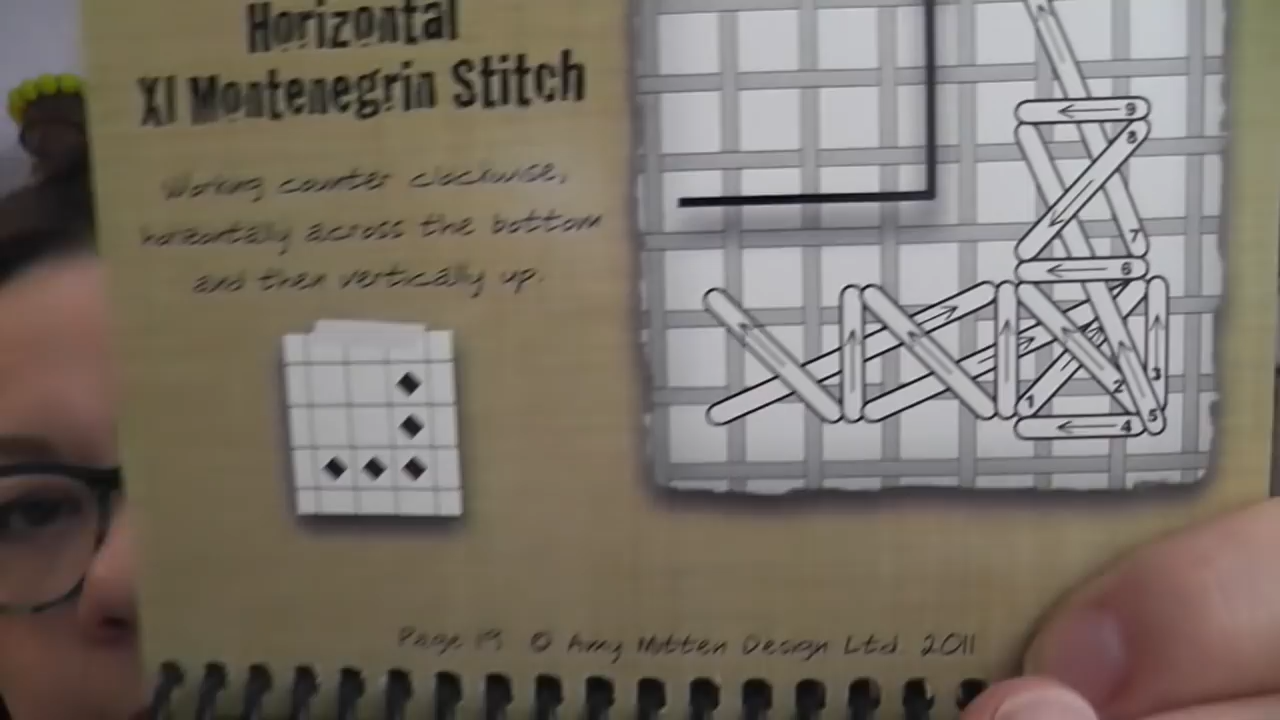 Horizontal
XI Montenegrin Stitch
Working counter clockwise,
horizontally across the bottom
and then vertically up.
9
8
7
6
3
2
1
5
4
Page 19 © Amy Mitten Design Ltd. 2011